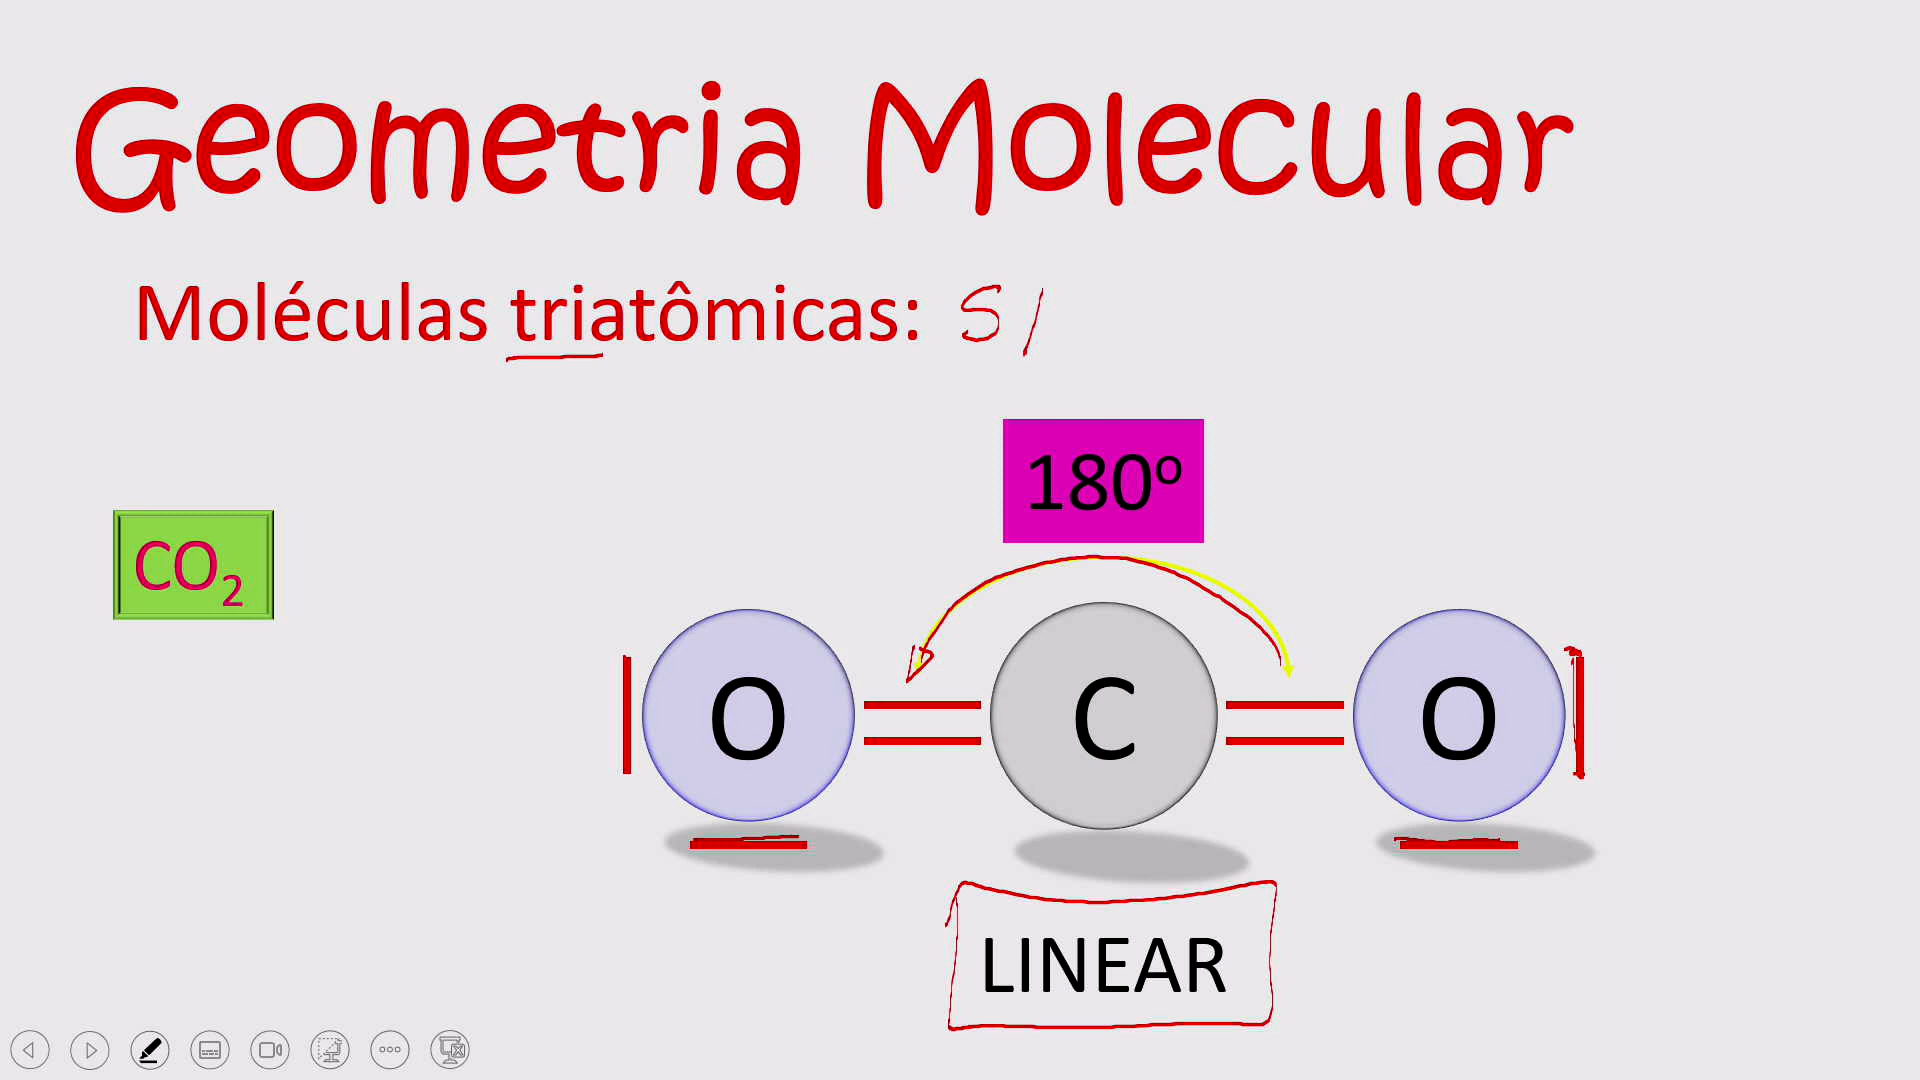 Geometria Molecular
Moléculas triatômicas: S/
180º
CO₂
O C O
LINEAR